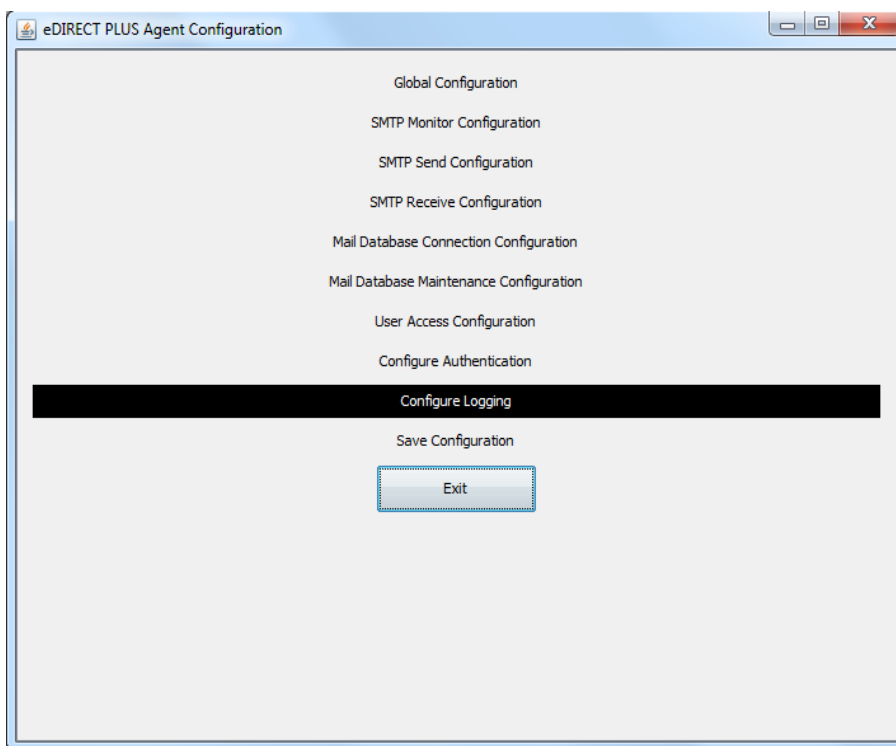 eDIRECT PLUS Agent Configuration
Global Configuration
SMTP Monitor Configuration
SMTP Send Configuration
SMTP Receive Configuration
Mail Database Connection Configuration
Mail Database Maintenance Configuration
User Access Configuration
Configure Authentication
Configure Logging
Save Configuration
Exit